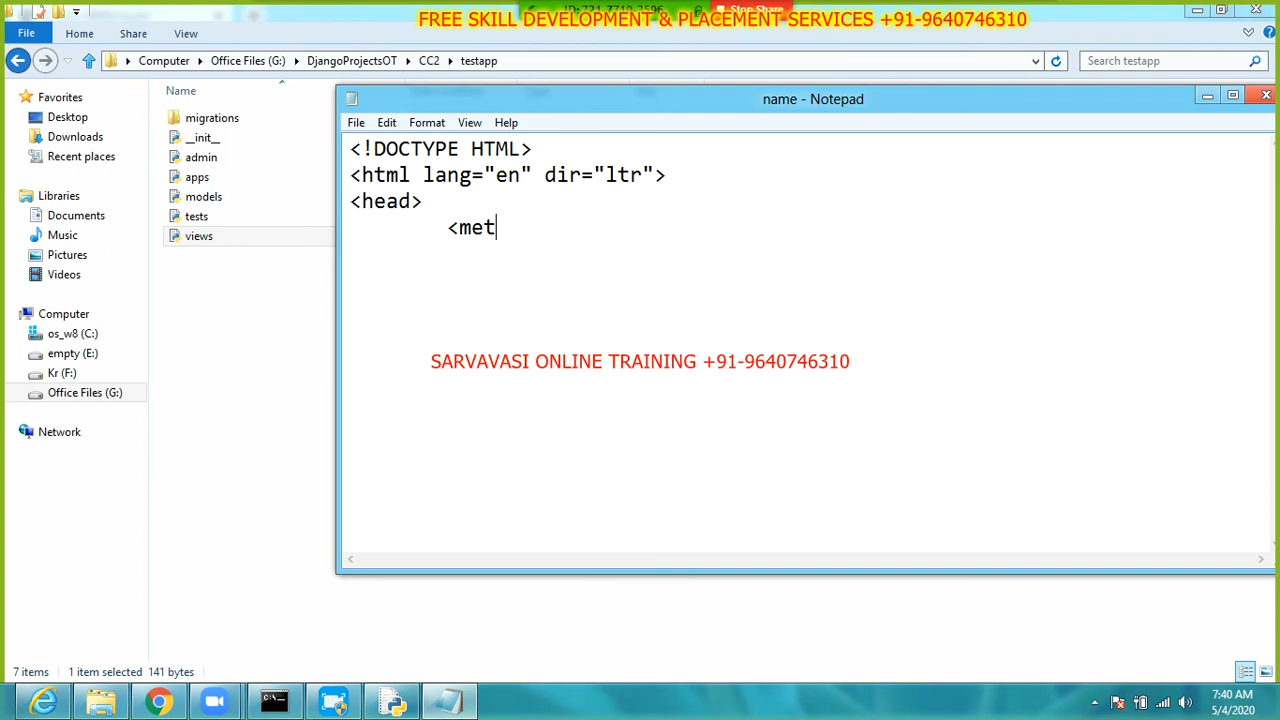 FREE SKILL DEVELOPMENT & PLACEMENT SERVICES +91-9640746310
Stop Share
File Home Share View
Computer Office Files (G:) DjangoProjectsOT CC2 testapp
Search testapp
Favorites
Desktop
Downloads
Recent places
Libraries
Documents
Music
Pictures
Videos
Computer
os_w8 (C:)
empty (E:)
Kr (F:)
Office Files (G:)
Network
Name
migrations
__init__
admin
apps
models
tests
views
name - Notepad
File Edit Format View Help
<!DOCTYPE HTML>
<html lang="en" dir="ltr">
<head>
<met
SARVAVASI ONLINE TRAINING +91-9640746310
7 items 1 item selected 141 bytes
7:40 AM
5/4/2020